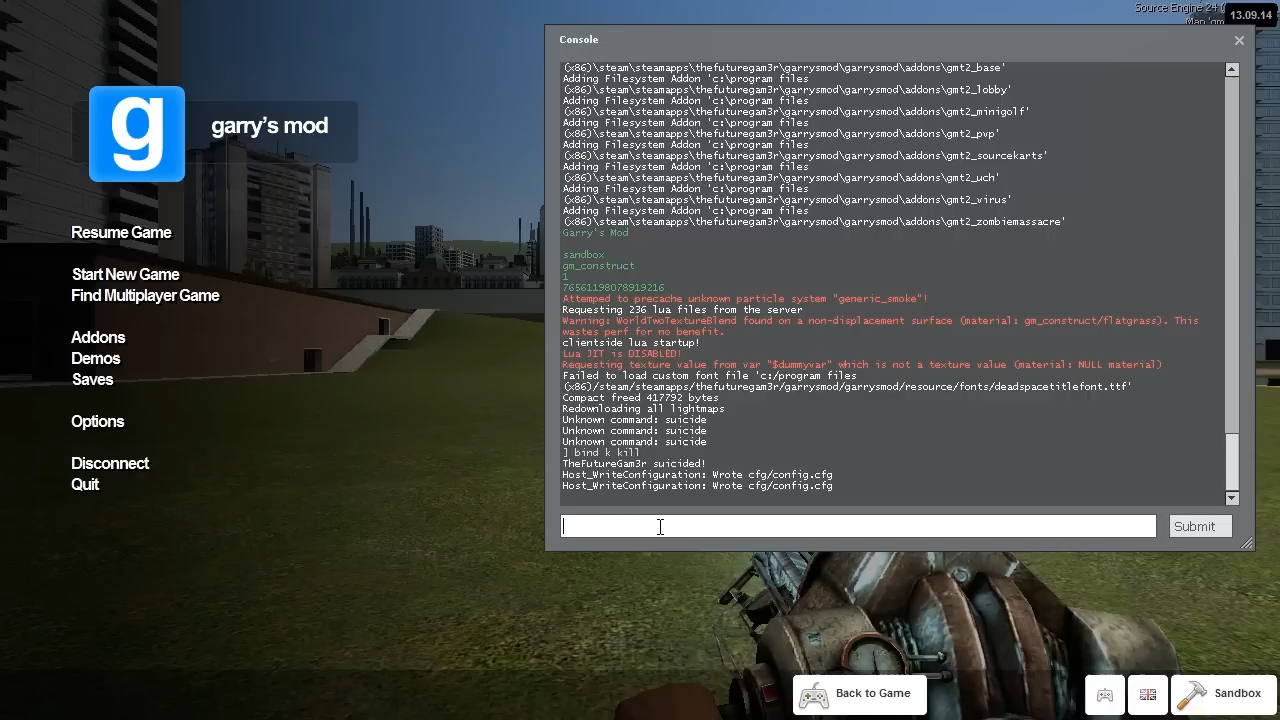 Source Engine 24 (
Map 'gm_
13.09.14
g
garry's mod
Resume Game
Start New Game
Find Multiplayer Game
Addons
Demos
Saves
Options
Disconnect
Quit
Console
(x86)\steam\steamapps\thefuturegam3r\garrysmod\garrysmod\addons\gmt2_base'
Adding Filesystem Addon 'c:\program files
(x86)\steam\steamapps\thefuturegam3r\garrysmod\garrysmod\addons\gmt2_lobby'
Adding Filesystem Addon 'c:\program files
(x86)\steam\steamapps\thefuturegam3r\garrysmod\garrysmod\addons\gmt2_minigolf'
Adding Filesystem Addon 'c:\program files
(x86)\steam\steamapps\thefuturegam3r\garrysmod\garrysmod\addons\gmt2_pvp'
Adding Filesystem Addon 'c:\program files
(x86)\steam\steamapps\thefuturegam3r\garrysmod\garrysmod\addons\gmt2_sourcekarts'
Adding Filesystem Addon 'c:\program files
(x86)\steam\steamapps\thefuturegam3r\garrysmod\garrysmod\addons\gmt2_uch'
Adding Filesystem Addon 'c:\program files
(x86)\steam\steamapps\thefuturegam3r\garrysmod\garrysmod\addons\gmt2_virus'
Adding Filesystem Addon 'c:\program files
(x86)\steam\steamapps\thefuturegam3r\garrysmod\garrysmod\addons\gmt2_zombiemassacre'
Garry's Mod
sandbox
gm_construct
1
76561198078919216
Attemped to precache unknown particle system "generic_smoke"!
Requesting 236 lua files from the server
Warning: WorldTwoTextureBlend found on a non-displacement surface (material: gm_construct/flatgrass). This
wastes perf for no benefit.
clientside lua startup!
Lua JIT is DISABLED!
Requesting texture value from var "$dummyvar" which is not a texture value (material: NULL material)
Failed to load custom font file 'c:/program files
(x86)/steam/steamapps/thefuturegam3r/garrysmod/garrysmod/resource/fonts/deadspacetitlefont.ttf'
Compact freed 417792 bytes
Redownloading all lightmaps
Unknown command: suicide
Unknown command: suicide
Unknown command: suicide
] bind k kill
TheFutureGam3r suicided!
Host_WriteConfiguration: Wrote cfg/config.cfg
Host_WriteConfiguration: Wrote cfg/config.cfg
Submit
Back to Game
Sandbox